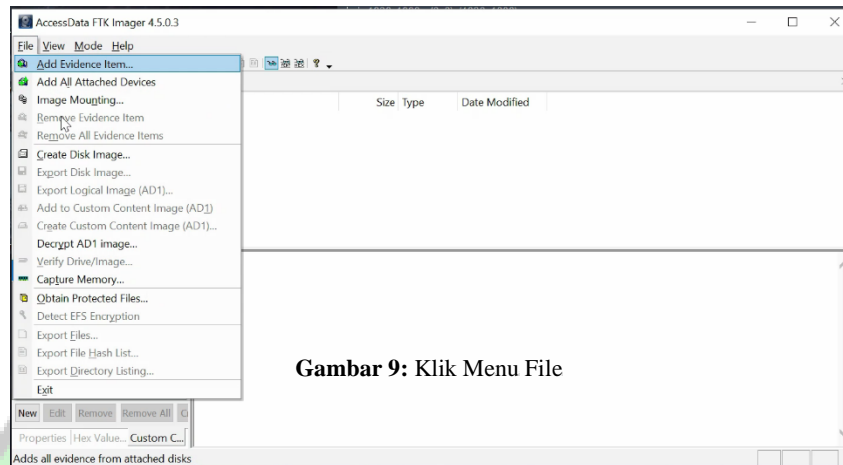 AccessData FTK Imager 4.5.0.3
File View Mode Help
Add Evidence Item...
Add All Attached Devices
Size Type Date Modified
Image Mounting...
Remove Evidence Item
Remove All Evidence Items
Create Disk Image...
Export Disk Image...
Export Logical Image (AD1)...
Add to Custom Content Image (AD1)
Create Custom Content Image (AD1)...
Decrypt AD1 image...
Verify Drive/Image...
Capture Memory...
Obtain Protected Files...
Detect EFS Encryption
Export Files...
Export File Hash List...
Export Directory Listing...
Exit
Gambar 9: Klik Menu File
New Edit Remove Remove All
Properties Hex Value... Custom C...
Adds all evidence from attached disks